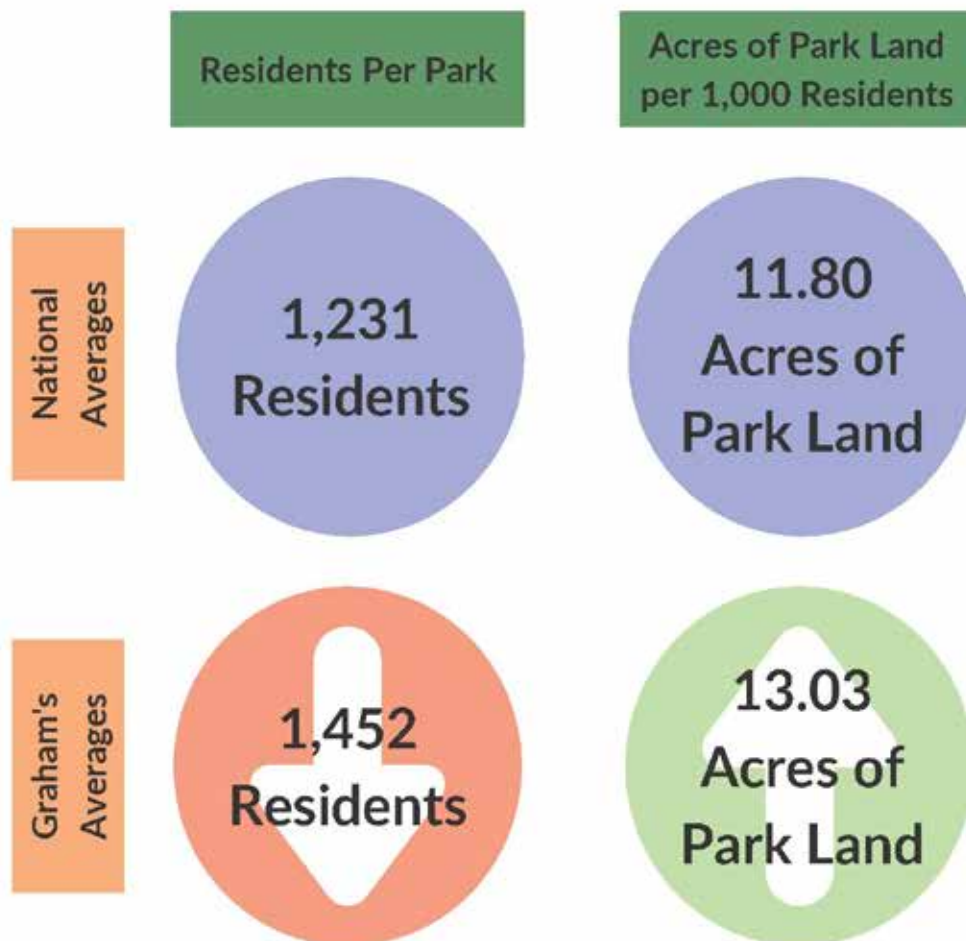 Residents Per Park
Acres of Park Land
per 1,000 Residents
National
Averages
1,231
Residents
11.80
Acres of
Park Land
Graham's
Averages
1,452
Residents
13.03
Acres of
Park Land